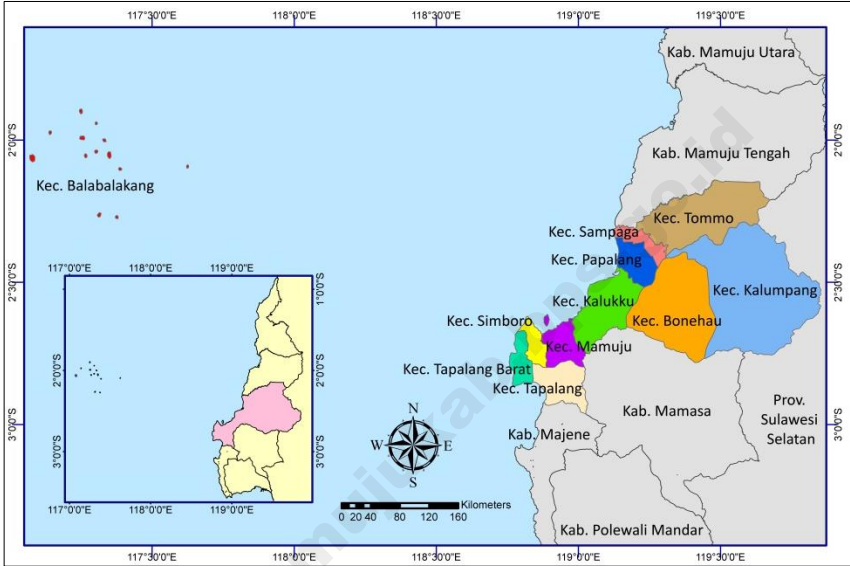 117°30'0"E
118°0'0"E
118°30'0"E
119°0'0"E
119°30'0"E
Kab. Mamuju Utara
2°0'0"S
2°0'0"S
Kab. Mamuju Tengah
Kec. Balabalakang
Kec. Tommo
Kec. Sampaga
Kec. Papalang
117°0'0"E
118°0'0"E
119°0'0"E
1°0'0"S
2°30'0"S
2°30'0"S
Kec. Kalumpang
Kec. Kalukku
Kec. Simboro
Kec. Bonehau
Kec. Mamuju
2°0'0"S
2°0'0"S
Kec. Tapalang Barat
Kec. Tapalang
Kab. Mamasa
Prov.
Sulawesi
Selatan
N
3°0'0"S
3°0'0"S
Kab. Majene
W
E
3°0'0"S
3°0'0"S
S
117°0'0"E
118°0'0"E
119°0'0"E
Kilometers
0 20 40 80 120 160
Kab. Polewali Mandar
117°30'0"E
118°0'0"E
118°30'0"E
119°0'0"E
119°30'0"E